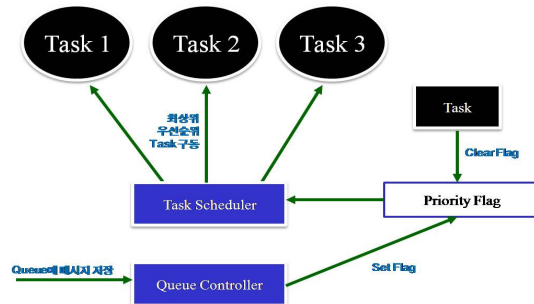 Task 1
Task 2
Task 3
최상위
우선순위
Task 구동
Task
Clear Flag
Task Scheduler
Priority Flag
Queue에 메시지 저장
Queue Controller
Set Flag